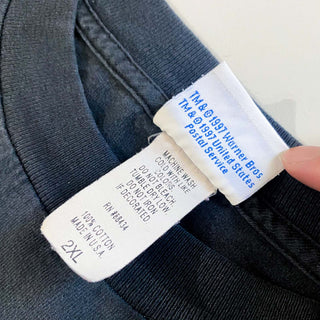 TM & © 1997 Warner Bros
TM & © 1997 United States
Postal Service
MACHINE WASH
COLD WITH LIKE
COLORS
DO NOT BLEACH.
TUMBLE DRY LOW
DO NOT IRON
IF DECORATED.
RN #68434
100% COTTON
MADE IN U.S.A.
2XL